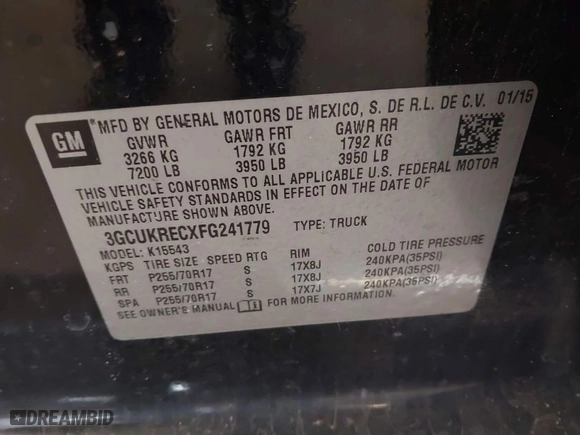 GM
MFD BY GENERAL MOTORS DE MEXICO, S. DE R.L. DE C.V. 01/15
GVWR GAWR FRT GAWR RR
3266 KG 1792 KG 1792 KG
7200 LB 3950 LB 3950 LB
THIS VEHICLE CONFORMS TO ALL APPLICABLE U.S. FEDERAL MOTOR
VEHICLE SAFETY STANDARDS IN EFFECT ON THE DATE OF
MANUFACTURE SHOWN ABOVE.
3GCUKRECXFG241779 TYPE: TRUCK
MODEL: K15543
KGPS TIRE SIZE SPEED RTG RIM COLD TIRE PRESSURE
FRT P255/70R17 S 17X8J 240KPA(35PSI)
RR P255/70R17 S 17X8J 240KPA(35PSI)
SPA P255/70R17 S 17X7J 240KPA(35PSI)
SEE OWNER'S MANUAL FOR MORE INFORMATION.
DREAMBID